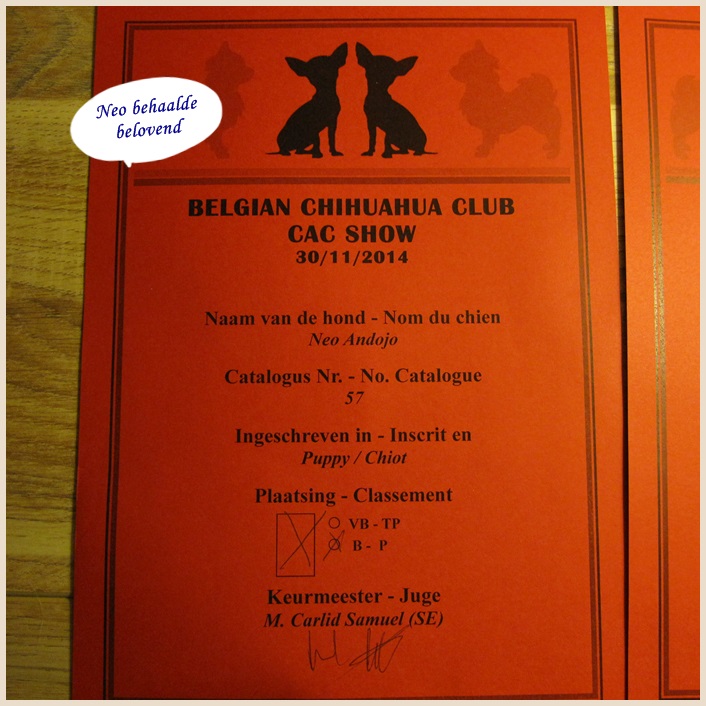 Neo behaalde
belovend
BELGIAN CHIHUAHUA CLUB
CAC SHOW
30/11/2014
Naam van de hond - Nom du chien
Neo Andojo
Catalogus Nr. - No. Catalogue
57
Ingeschreven in - Inscrit en
Puppy / Chiot
Plaatsing - Classement
VB - TP
B - P
Keurmeester - Juge
M. Carlid Samuel (SE)